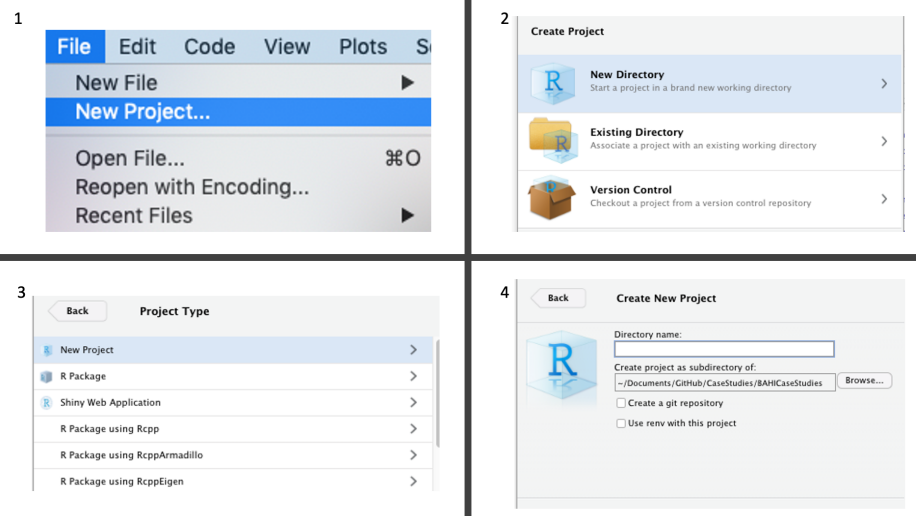 1
File Edit Code View Plots
New File
New Project...
Open File... ⌘O
Reopen with Encoding...
Recent Files
2
Create Project
New Directory
Start a project in a brand new working directory
Existing Directory
Associate a project with an existing working directory
Version Control
Checkout a project from a version control repository
3
Back Project Type
New Project
R Package
Shiny Web Application
R Package using Rcpp
R Package using RcppArmadillo
R Package using RcppEigen
4
Back Create New Project
Directory name:
Create project as subdirectory of:
~/Documents/GitHub/CaseStudies/BAHICaseStudies Browse...
Create a git repository
Use renv with this project